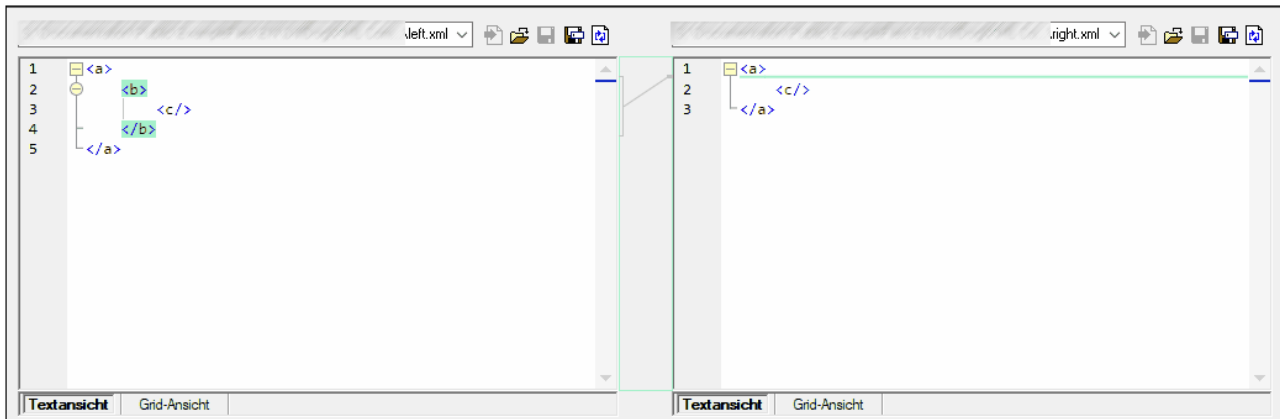 \left.xml
right.xml
1 <a>
2 <b>
3 <c/>
4 </b>
5 </a>
1 <a>
2 <c/>
3 </a>
Textansicht Grid-Ansicht
Textansicht Grid-Ansicht